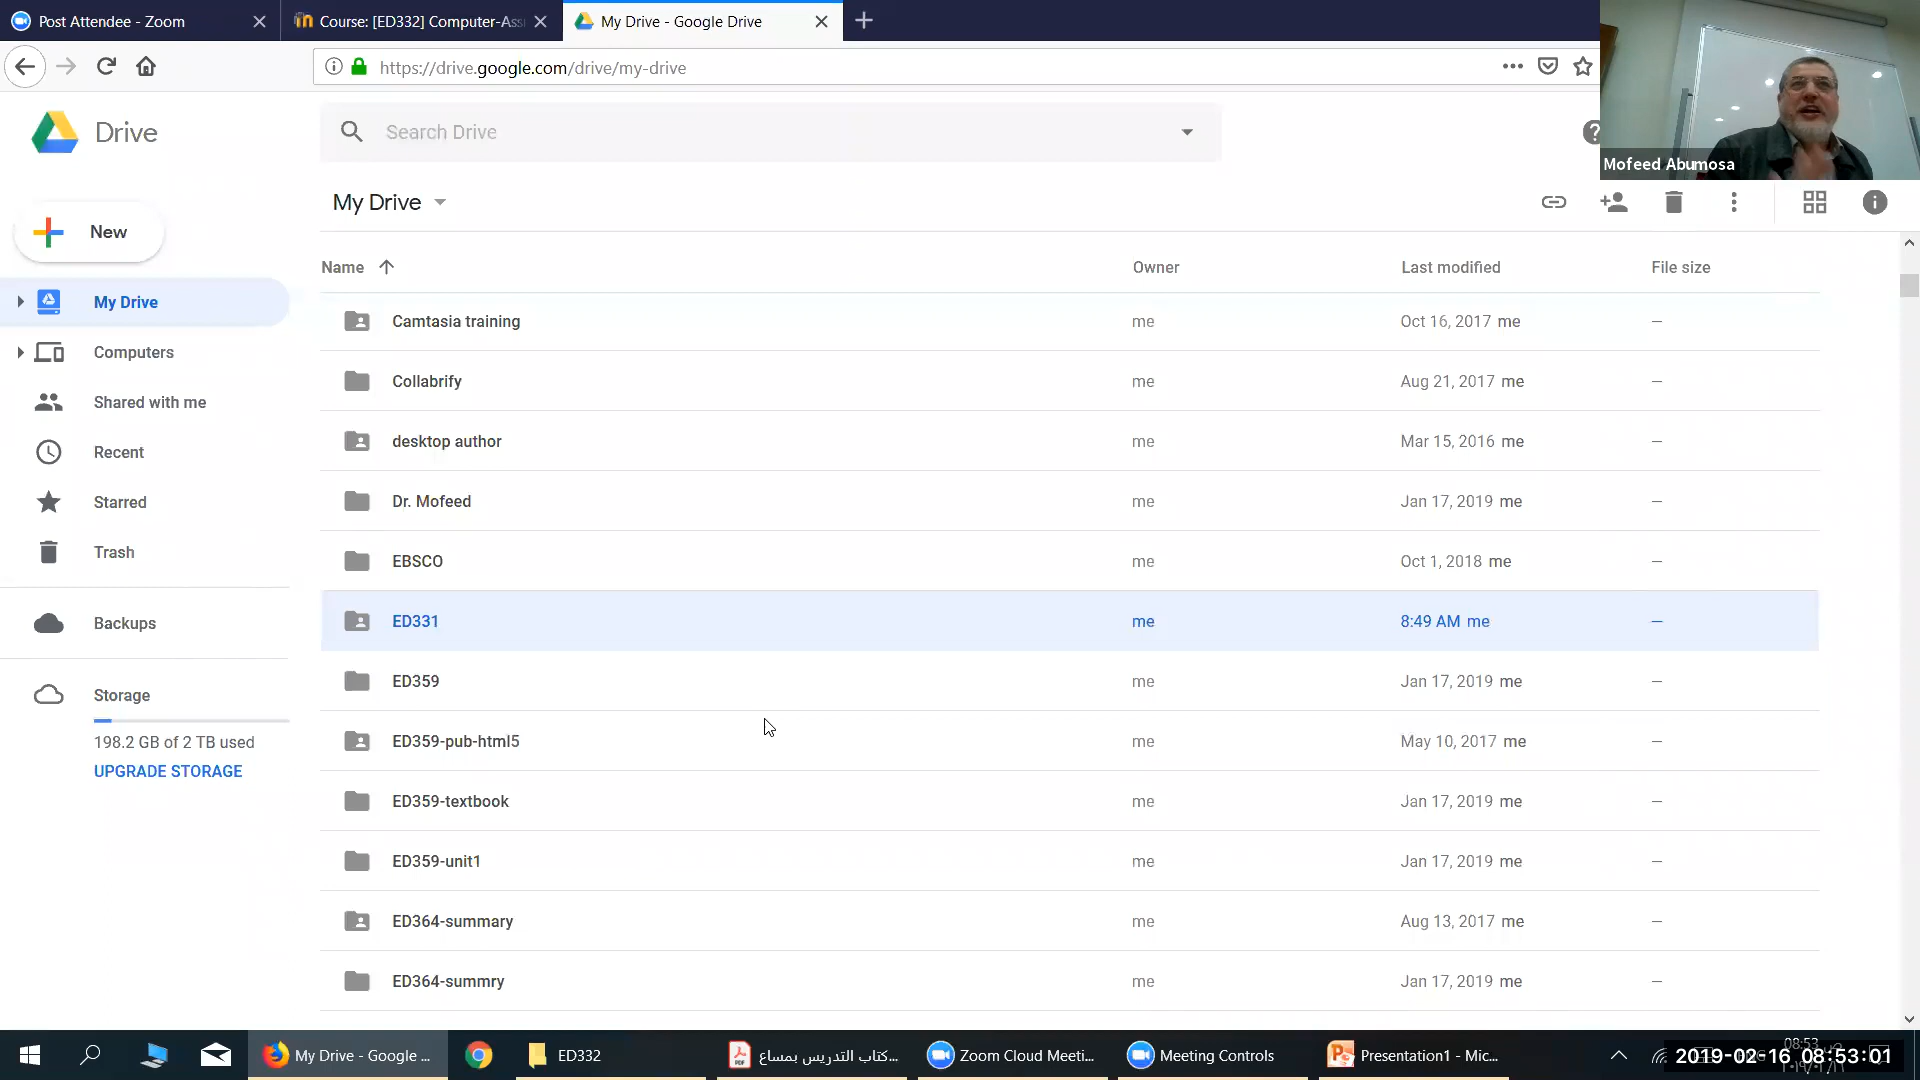 Post Attendee - Zoom
Course: [ED332] Computer-Ass
My Drive - Google Drive
https://drive.google.com/drive/my-drive
Drive
Search Drive
Mofeed Abumosa
New
My Drive
Name
Owner
Last modified
File size
My Drive
Computers
Shared with me
Recent
Starred
Trash
Backups
Storage
198.2 GB of 2 TB used
UPGRADE STORAGE
Camtasia training me Oct 16, 2017 me —
Collabrify me Aug 21, 2017 me —
desktop author me Mar 15, 2016 me —
Dr. Mofeed me Jan 17, 2019 me —
EBSCO me Oct 1, 2018 me —
ED331 me 8:49 AM me —
ED359 me Jan 17, 2019 me —
ED359-pub-html5 me May 10, 2017 me —
ED359-textbook me Jan 17, 2019 me —
ED359-unit1 me Jan 17, 2019 me —
ED364-summary me Aug 13, 2017 me —
ED364-summry me Jan 17, 2019 me —
My Drive - Google ...
ED332
كتاب التدريس بمساع...
Zoom Cloud Meeti...
Meeting Controls
Presentation1 - Mic...
2019-02-16 08:53:01